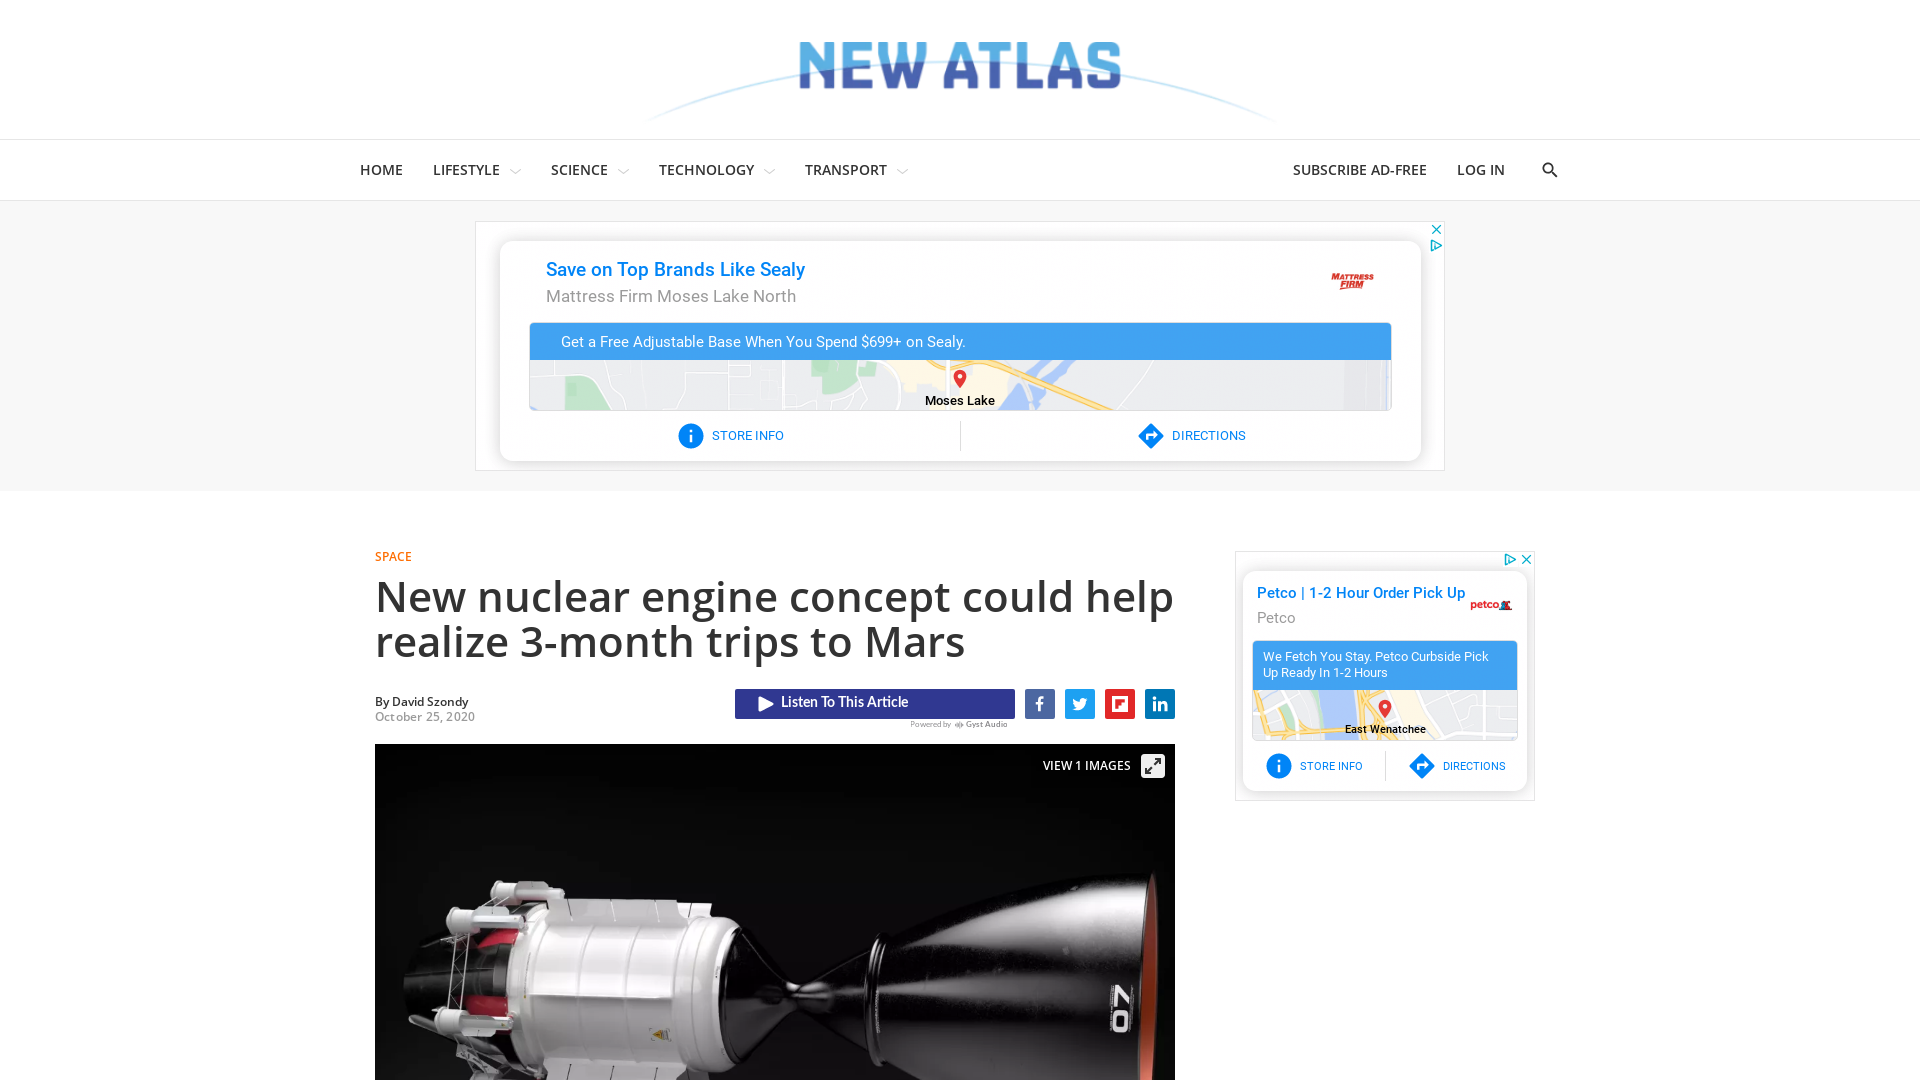 NEW ATLAS
HOME
LIFESTYLE
SCIENCE
TECHNOLOGY
TRANSPORT
SUBSCRIBE AD-FREE
LOG IN
Save on Top Brands Like Sealy
Mattress Firm Moses Lake North
MATTRESS
FIRM
Get a Free Adjustable Base When You Spend $699+ on Sealy.
Moses Lake
STORE INFO
DIRECTIONS
SPACE
New nuclear engine concept could help
realize 3-month trips to Mars
By David Szondy
October 25, 2020
Listen To This Article
Powered by Gyst Audio
VIEW 1 IMAGES
07
Petco | 1-2 Hour Order Pick Up
Petco
petco
We Fetch You Stay. Petco Curbside Pick
Up Ready In 1-2 Hours
East Wenatchee
STORE INFO
DIRECTIONS